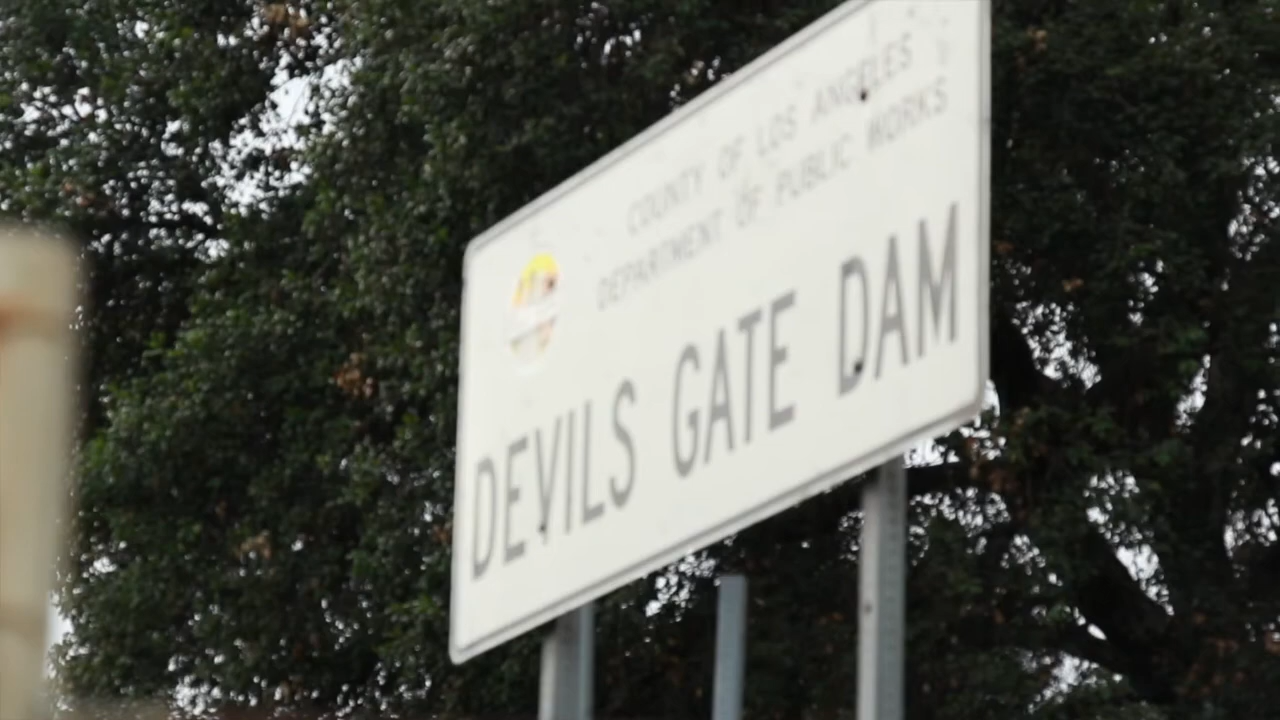 COUNTY OF LOS ANGELES
DEPARTMENT OF PUBLIC WORKS
DEVILS GATE DAM